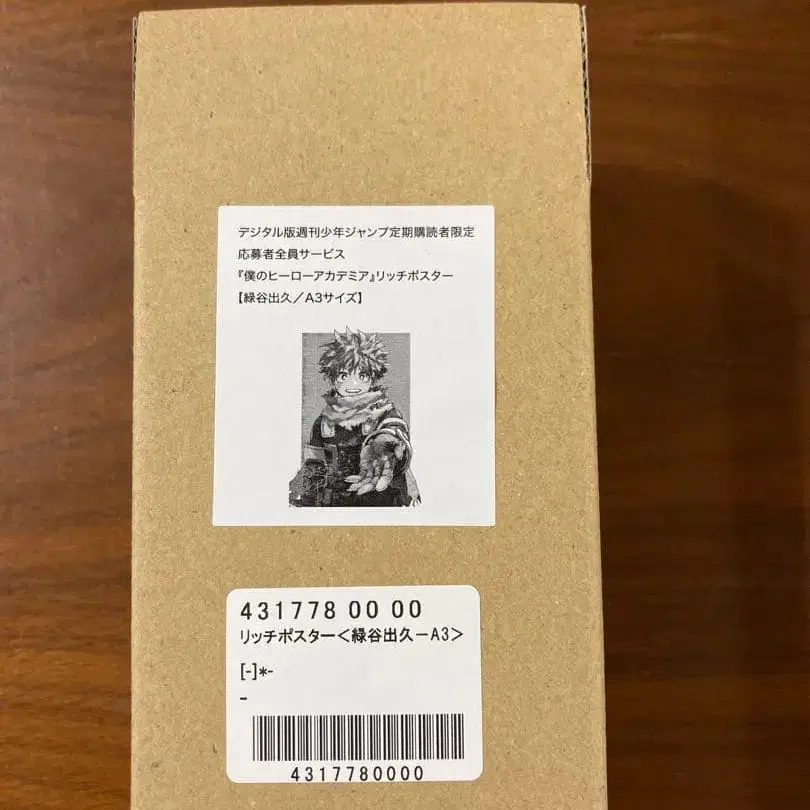 デジタル版週刊少年ジャンプ定期購読者限定
応募者全員サービス
『僕のヒーローアカデミア』リッチポスター
【緑谷出久／A3サイズ】
431778 00 00
リッチポスター＜緑谷出久－A3＞
[-]*-
-
4317780000